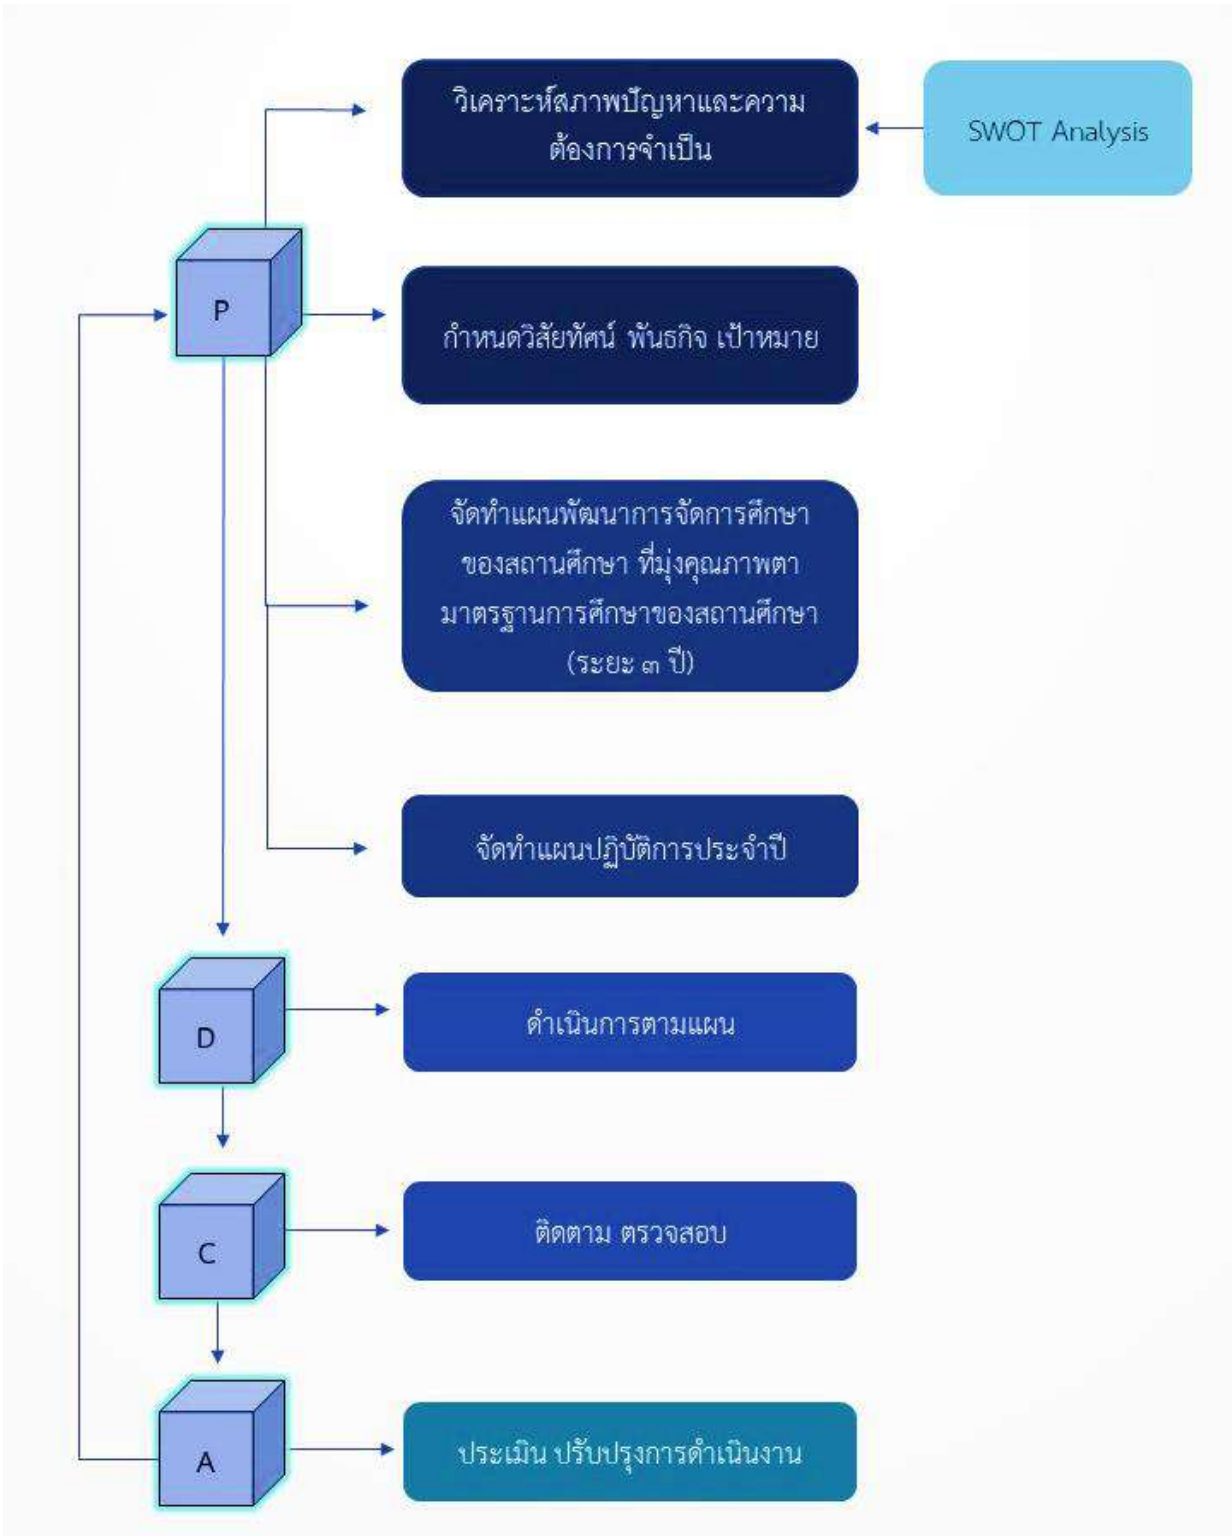 วิเคราะห์สภาพปัญหาและความ
ต้องการจำเป็น
SWOT Analysis
P
กำหนดวิสัยทัศน์ พันธกิจ เป้าหมาย
จัดทำแผนพัฒนาการจัดการศึกษา
ของสถานศึกษา ที่มุ่งคุณภาพตา
มาตรฐานการศึกษาของสถานศึกษา
(ระยะ ๓ ปี)
จัดทำแผนปฏิบัติการประจำปี
D
ดำเนินการตามแผน
C
ติดตาม ตรวจสอบ
A
ประเมิน ปรับปรุงการดำเนินงาน